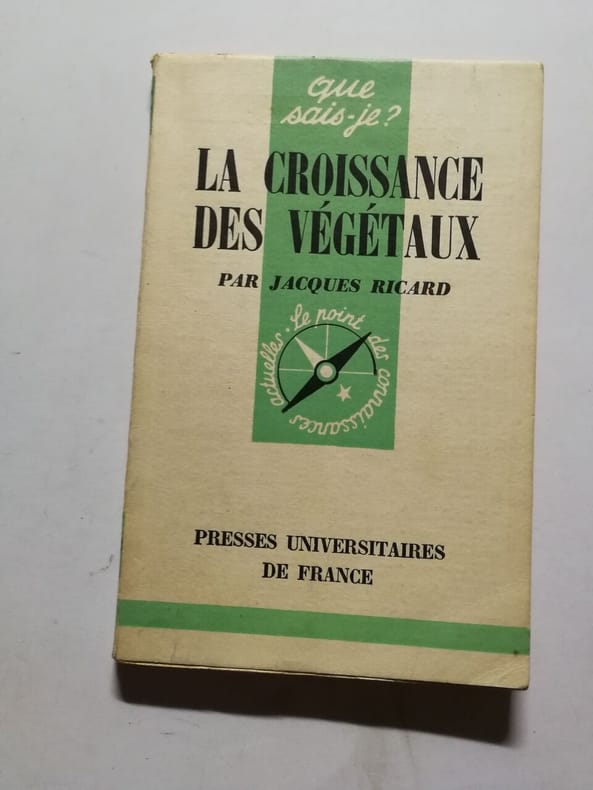 que
sais-je?
LA CROISSANCE
DES VÉGÉTAUX
PAR JACQUES RICARD
Le point des connaissances actuelles.
PRESSES UNIVERSITAIRES
DE FRANCE